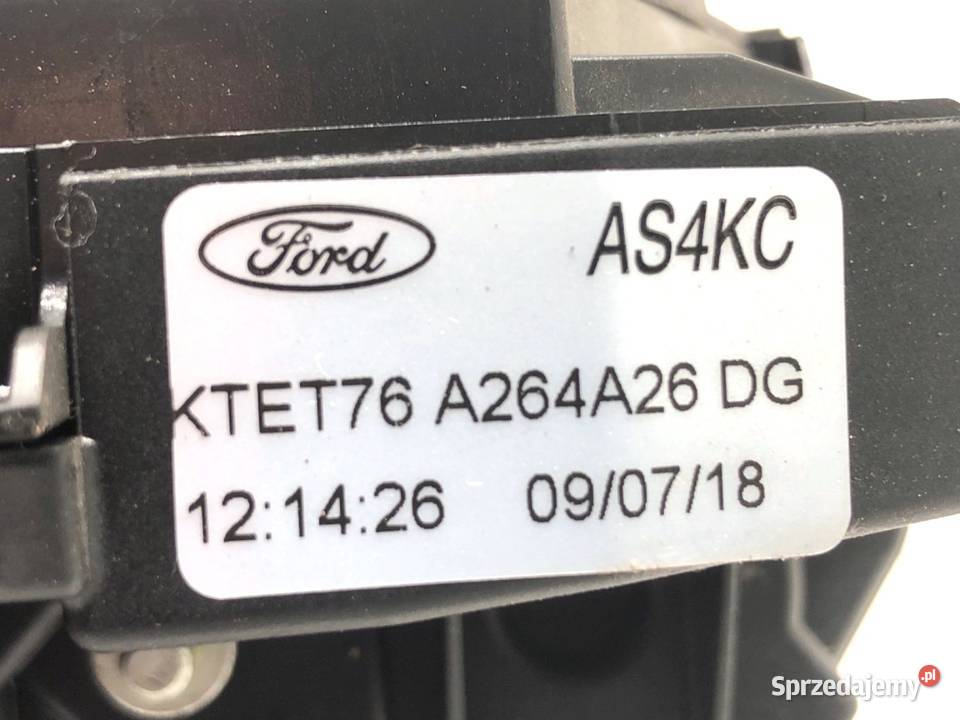 Ford AS4KC
KTET76 A264A26 DG
12:14:26 09/07/18
Sprzedajemy.pl